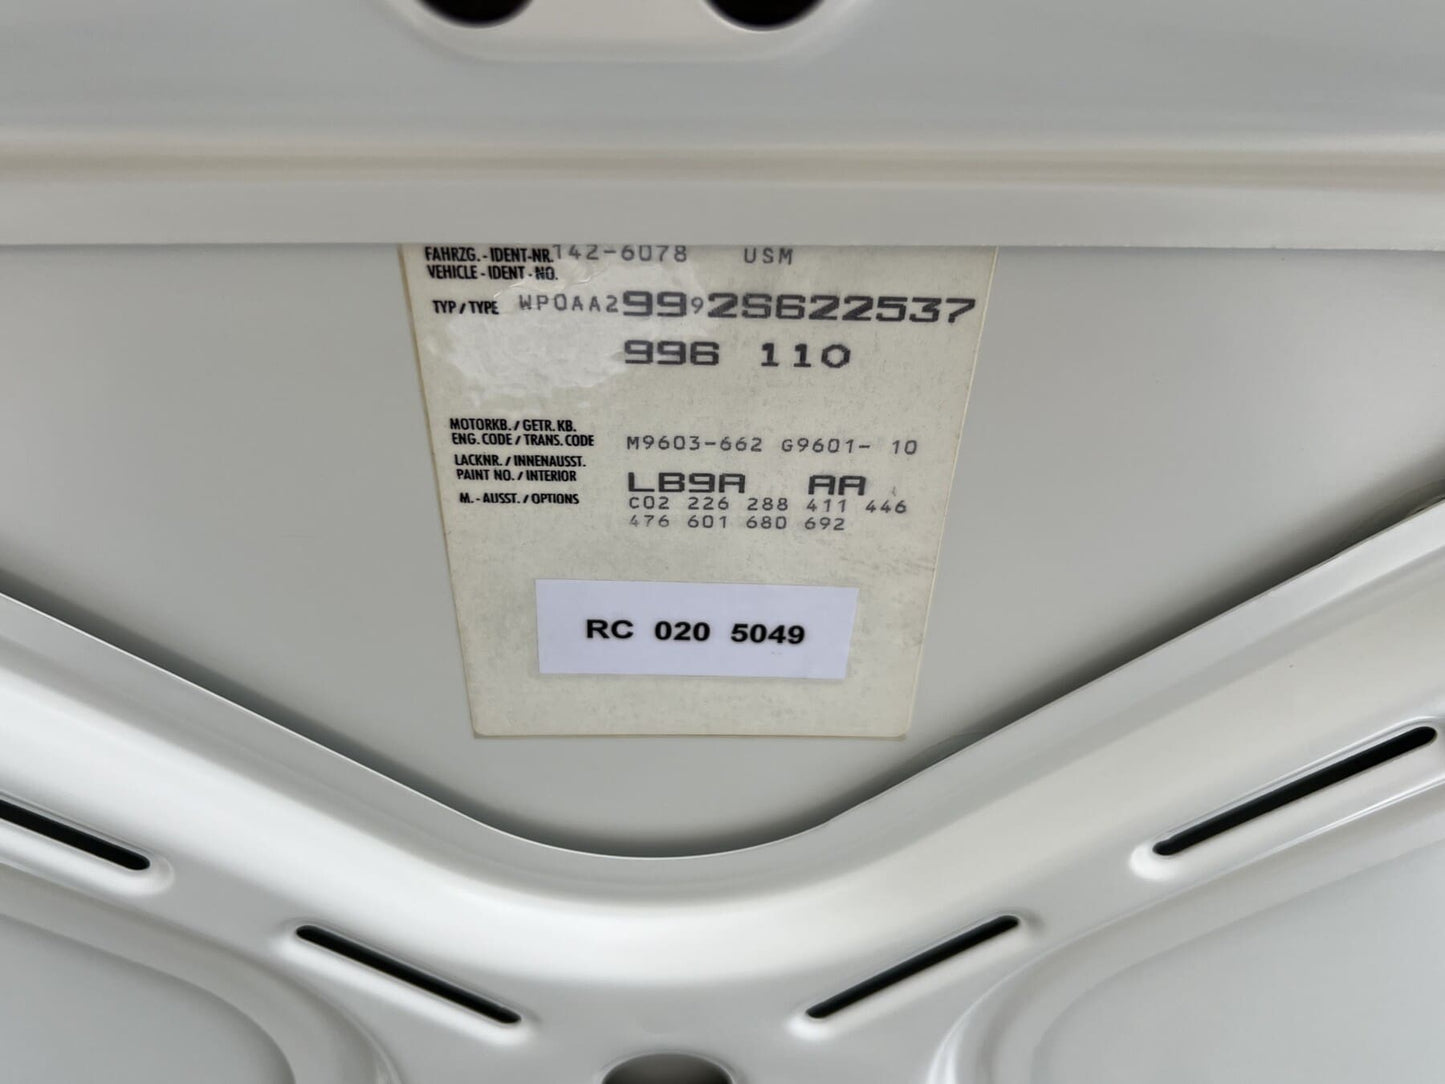 FAHRZG.-IDENT-NR. 142-6078 USM
VEHICLE-IDENT-NO.
TYP/TYPE WP0AA29992S622537
996 110
MOTORKB./GETR.KB.
ENG. CODE/TRANS. CODE M9603-662 G9601- 10
LACKNR./INNENAUSST.
PAINT NO./INTERIOR LB9A AA
M.-AUSST./OPTIONS C02 226 288 411 446
476 601 680 692
RC 020 5049